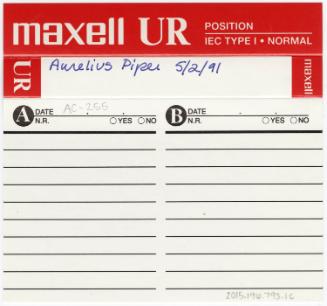 maxell UR POSITION
IEC TYPE I • NORMAL
UR Aurelius Piper 5/2/91 maxell
A DATE AC-255 . . B DATE . .
N.R. ○YES ○NO N.R. ○YES ○NO
2015.196.793.1c